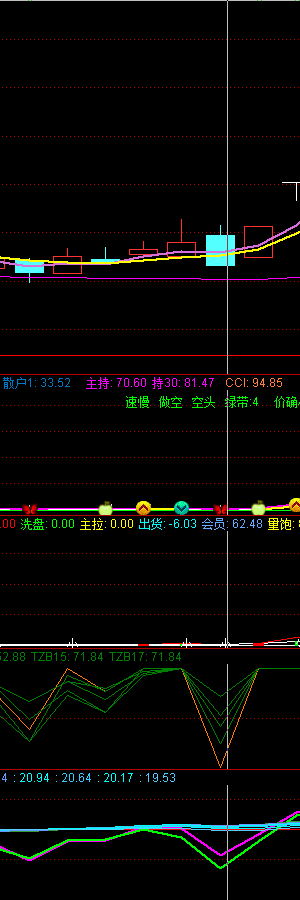 散户1: 33.52 主持: 70.60 持30: 81.47 CCI: 94.85
速慢 做空 空头 绿带:4 价确
.00 洗盘: 0.00 主拉: 0.00 出货: -6.03 会员: 62.48 量饱:
52.88 TZB15: 71.84 TZB17: 71.84
4 : 20.94 : 20.64 : 20.17 : 19.53